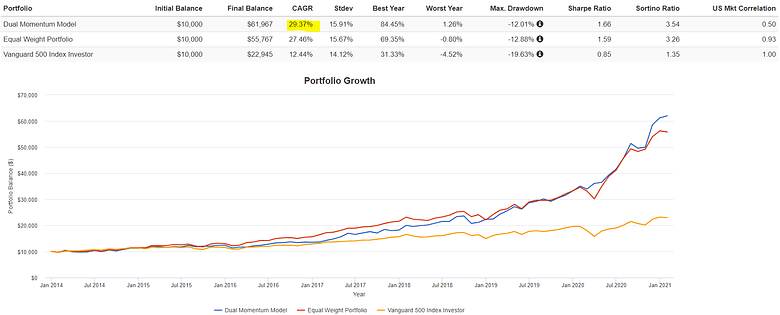 Portfolio Initial Balance Final Balance CAGR Stdev Best Year Worst Year Max. Drawdown Sharpe Ratio Sortino Ratio US Mkt Correlation
Dual Momentum Model $10,000 $61,967 29.37% 15.91% 84.45% 1.26% -12.01% 1.66 3.54 0.50
Equal Weight Portfolio $10,000 $55,767 27.46% 15.67% 69.35% -0.80% -12.88% 1.59 3.26 0.93
Vanguard 500 Index Investor $10,000 $22,945 12.44% 14.12% 31.33% -4.52% -19.63% 0.85 1.35 1.00
Portfolio Growth
$70,000
$60,000
$50,000
$40,000
$30,000
$20,000
$10,000
$0
Portfolio Balance ($)
Jan 2014 Jul 2014 Jan 2015 Jul 2015 Jan 2016 Jul 2016 Jan 2017 Jul 2017 Jan 2018 Jul 2018 Jan 2019 Jul 2019 Jan 2020 Jul 2020 Jan 2021
Year
Dual Momentum Model Equal Weight Portfolio Vanguard 500 Index Investor